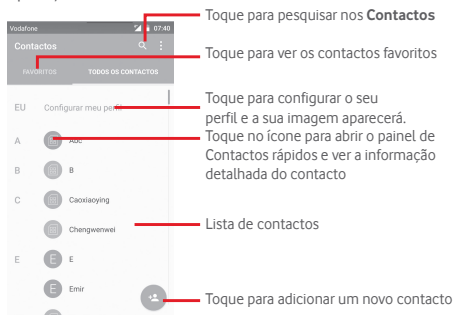 Toque para pesquisar nos Contactos
Vodafone 07:40
Contactos
Toque para ver os contactos favoritos
FAVORITOS TODOS OS CONTACTOS
EU Configurar meu perfil
Toque para configurar o seu
perfil e a sua imagem aparecerá.
A Abc
Toque no ícone para abrir o painel de
Contactos rápidos e ver a informação
detalhada do contacto
B B
C Caoxiaoying
Lista de contactos
Chengwenwei
E E E
E Emir
Toque para adicionar um novo contacto